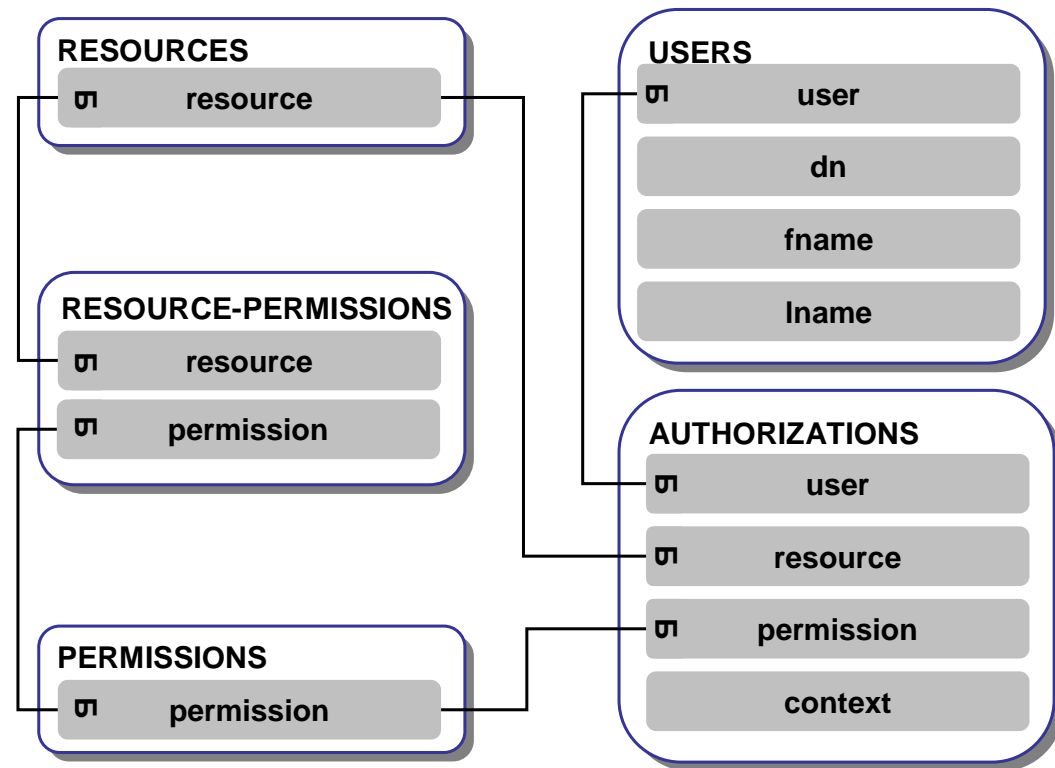 RESOURCES
Б resource
RESOURCE-PERMISSIONS
Б resource
Б permission
PERMISSIONS
Б permission
USERS
Б user
dn
fname
lname
AUTHORIZATIONS
Б user
Б resource
Б permission
context